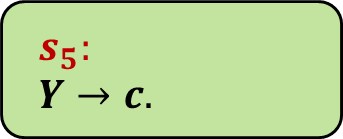 s₅:
Y → c.